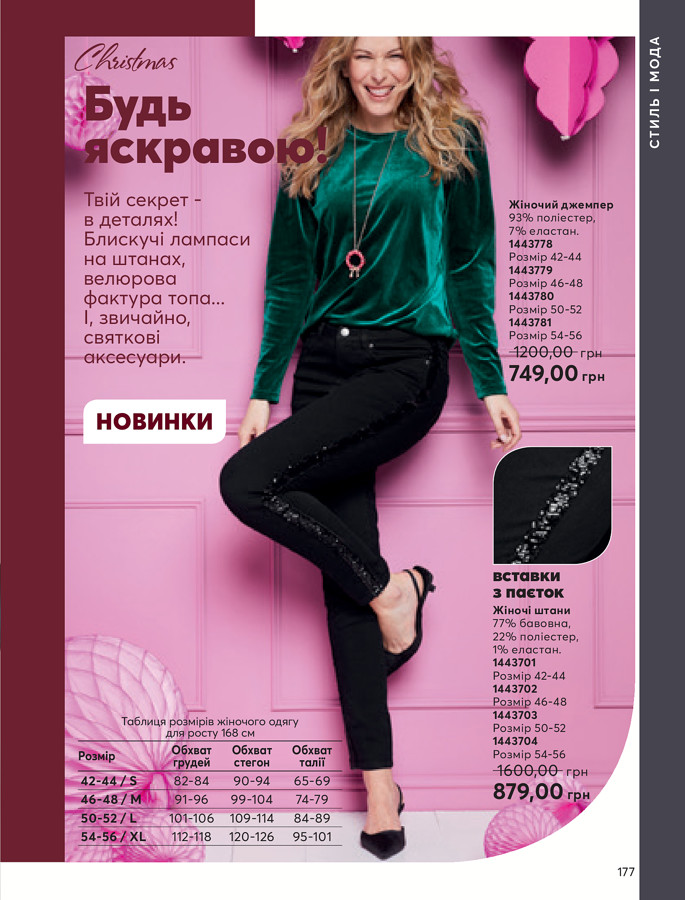 Christmas
Будь
яскравою!
Твій секрет -
в деталях!
Блискучі лампаси
на штанах,
велюрова
фактура топа...
І, звичайно,
святкові
аксесуари.
НОВИНКИ
СТИЛЬ І МОДА
Жіночий джемпер
93% поліестер,
7% еластан.
1443778
Розмір 42-44
1443779
Розмір 46-48
1443780
Розмір 50-52
1443781
Розмір 54-56
1200,00 грн
749,00 грн
вставки
з паєток
Жіночі штани
77% бавовна,
22% поліестер,
1% еластан.
1443701
Розмір 42-44
1443702
Розмір 46-48
1443703
Розмір 50-52
1443704
Розмір 54-56
1600,00 грн
879,00 грн
Таблиця розмірів жіночого одягу
для росту 168 см
Розмір Обхват грудей Обхват стегон Обхват талії
42-44 / S 82-84 90-94 65-69
46-48 / M 91-96 99-104 74-79
50-52 / L 101-106 109-114 84-89
54-56 / XL 112-118 120-126 95-101
177